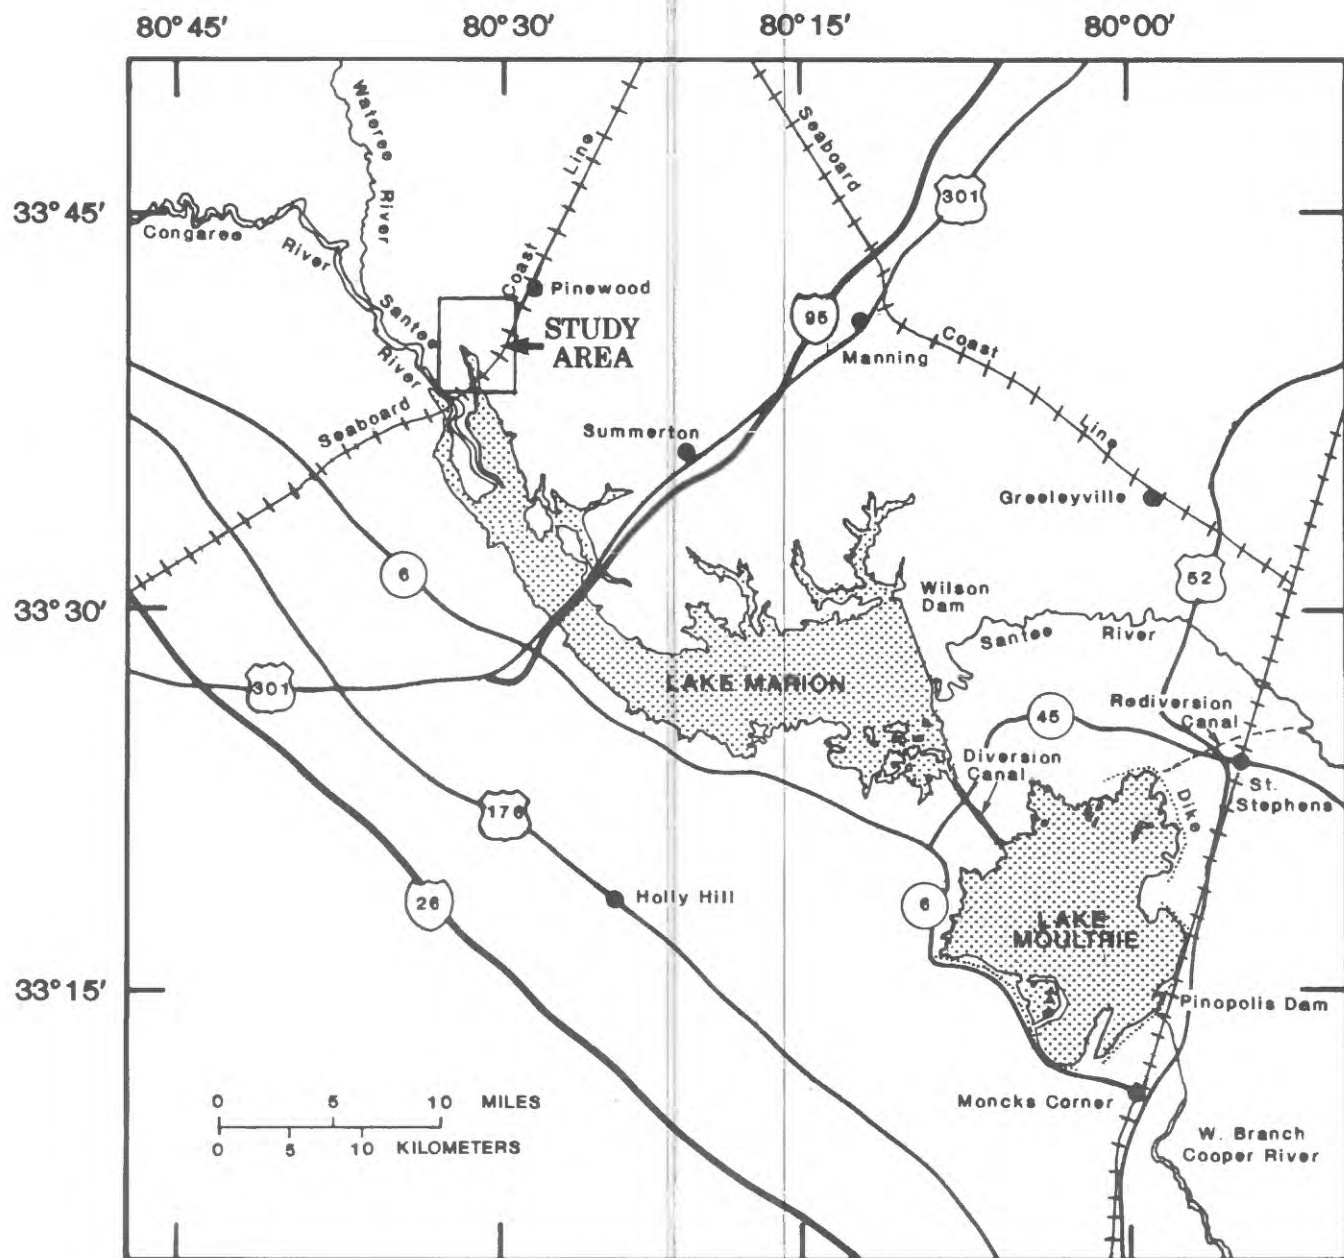 80°45′ 80°30′ 80°15′ 80°00′
Wateree
River
Line
Seaboard
301
33°45′
Congaree
River
Coast
Pinewood
Santee
River
STUDY
AREA
95
Manning
Coast
Seaboard
Summerton
Line
Greeleyville
6
52
33°30′
Wilson
Dam
Santee River
301
LAKE MARION
Rediversion
Canal
45
Diversion
Canal
St.
Stephens
Dike
176
Holly Hill
26
6
LAKE
MOULTRIE
33°15′
Pinopolis Dam
0 5 10 MILES
0 5 10 KILOMETERS
Moncks Corner
W. Branch
Cooper River